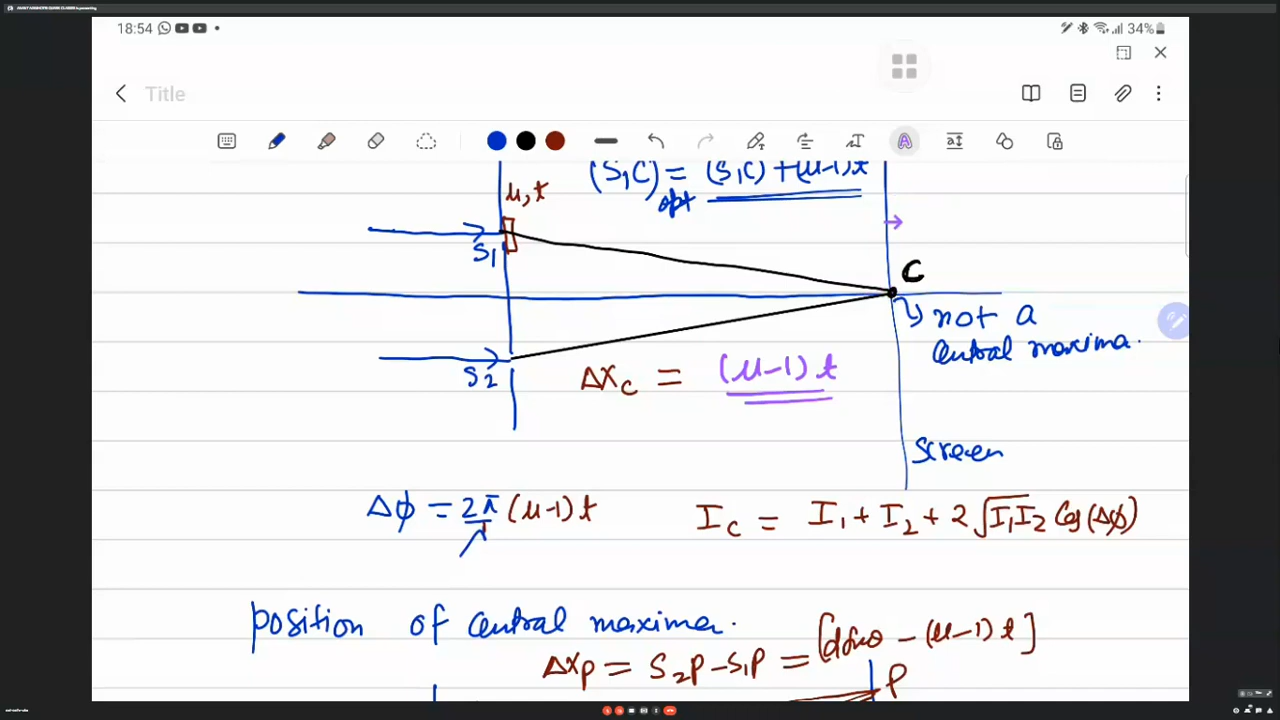 18:54
34%
Title
(S₁C)opt = (S₁C) + (μ-1)t
μ, t
S₁
C
not a
central maxima.
S₂
Δx_C = (μ-1) t
screen
Δϕ = 2π/λ (μ-1) t
I_C = I₁ + I₂ + 2√I₁I₂ Cos(Δϕ)
position of central maxima.
Δx_P = S₂P - S₁P = [dsinθ - (μ-1) t]
P